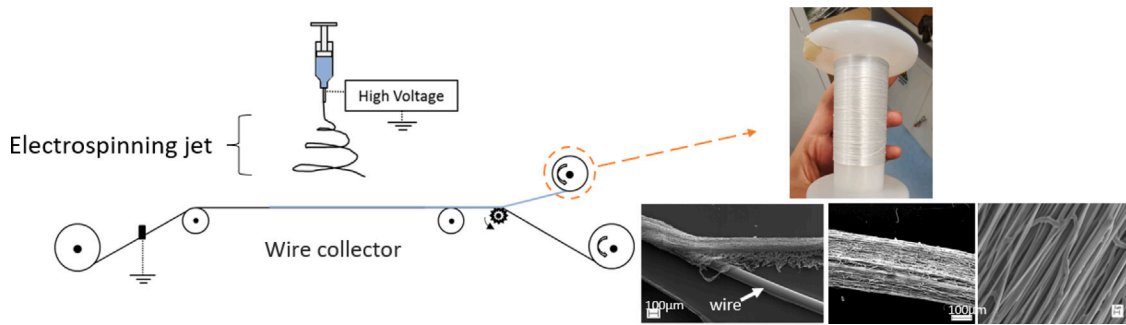 High Voltage
Electrospinning jet
Wire collector
100μm
wire
100μm